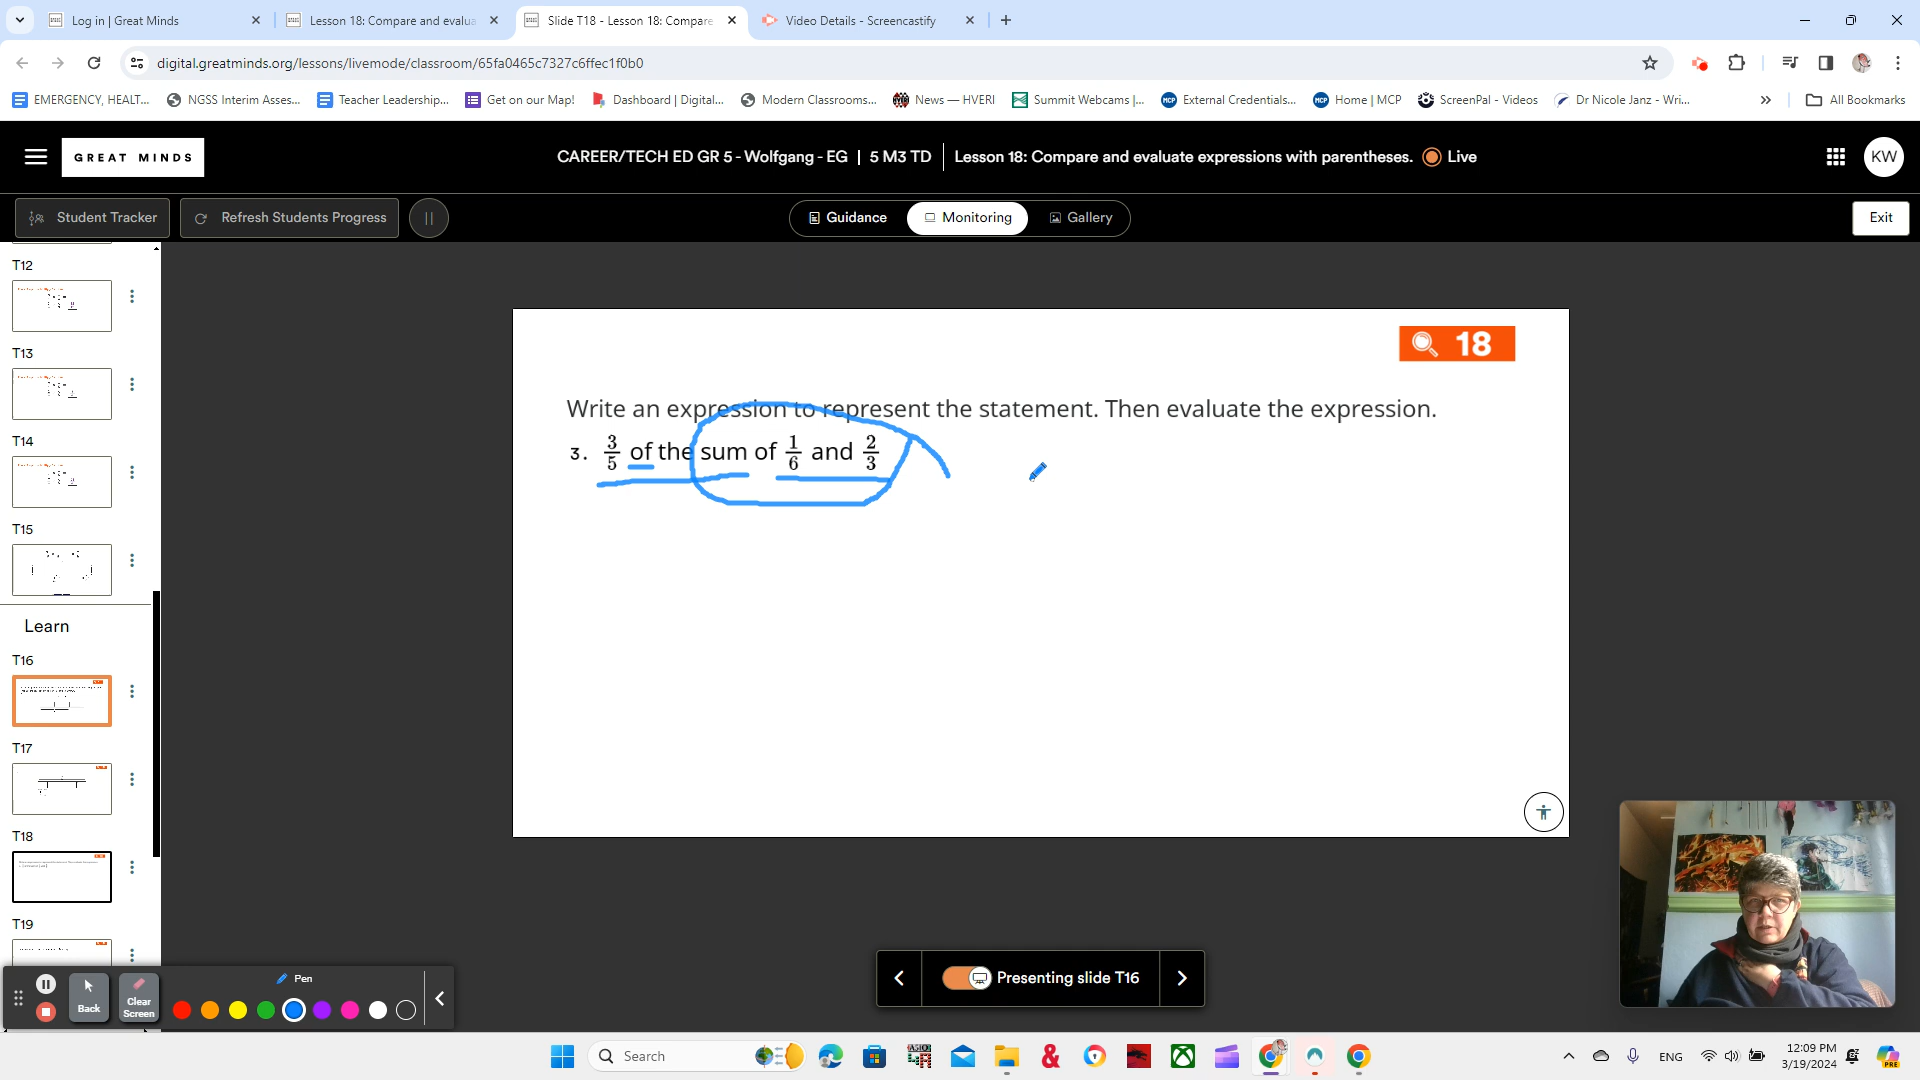 Log in | Great Minds
Lesson 18: Compare and evalua
Slide T18 - Lesson 18: Compare
Video Details - Screencastify
digital.greatminds.org/lessons/livemode/classroom/65fa0465c7327c6ffec1f0b0
EMERGENCY, HEALT...
NGSS Interim Asses...
Teacher Leadership...
Get on our Map!
Dashboard | Digital...
Modern Classrooms...
News — HVERI
Summit Webcams |...
External Credentials...
Home | MCP
ScreenPal - Videos
Dr Nicole Janz - Wri...
All Bookmarks
GREAT MINDS
CAREER/TECH ED GR 5 - Wolfgang - EG | 5 M3 TD
Lesson 18: Compare and evaluate expressions with parentheses.
Live
KW
Student Tracker
Refresh Students Progress
Guidance
Monitoring
Gallery
Exit
T12
T13
T14
T15
Learn
T16
T17
T18
T19
18
Write an expression to represent the statement. Then evaluate the expression.
3. 3/5 of the sum of 1/6 and 2/3
Presenting slide T16
Pen
Back
Clear Screen
Search
ENG
12:09 PM
3/19/2024